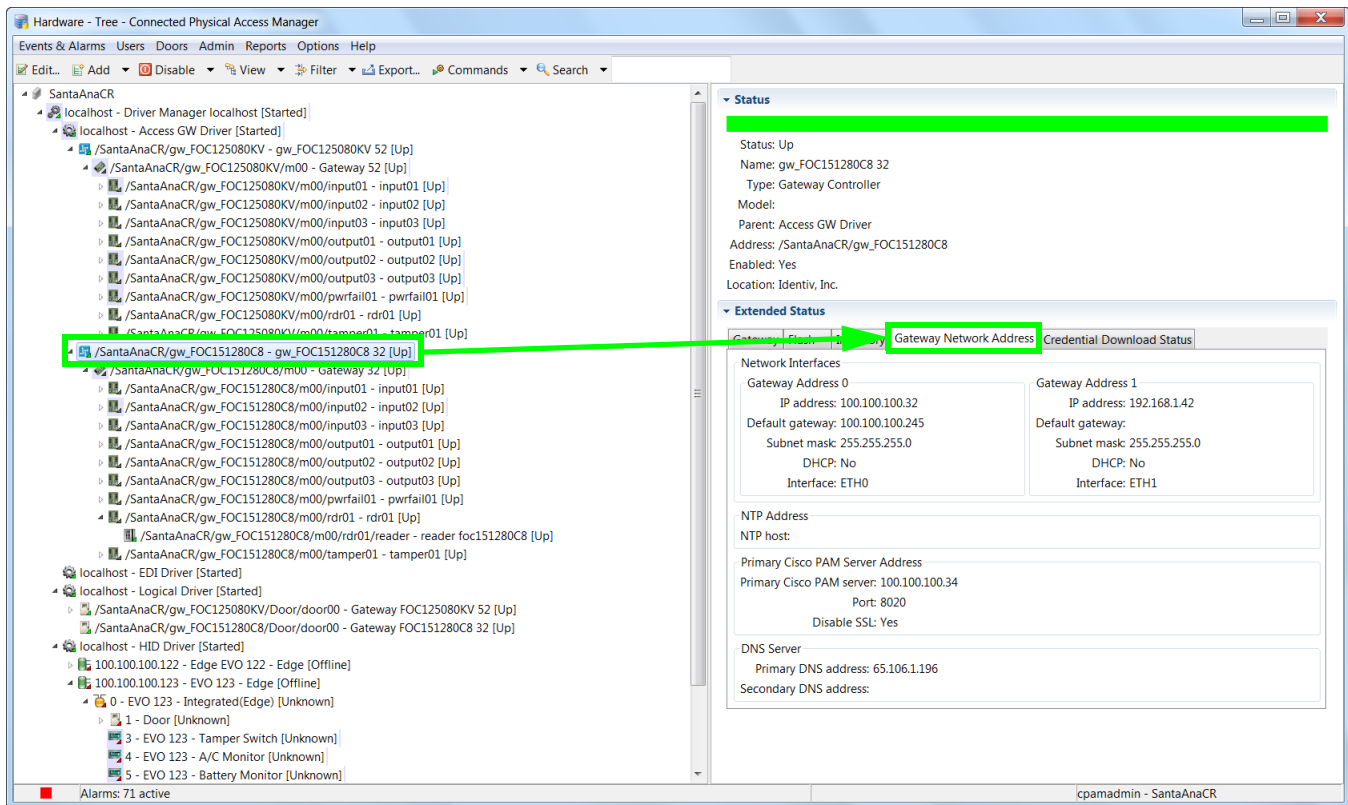 Hardware - Tree - Connected Physical Access Manager
Events & Alarms Users Doors Admin Reports Options Help
Edit... Add Disable View Filter Export... Commands Search
SantaAnaCR
localhost - Driver Manager localhost [Started]
localhost - Access GW Driver [Started]
/SantaAnaCR/gw_FOC125080KV - gw_FOC125080KV 52 [Up]
/SantaAnaCR/gw_FOC125080KV/m00 - Gateway 52 [Up]
/SantaAnaCR/gw_FOC125080KV/m00/input01 - input01 [Up]
/SantaAnaCR/gw_FOC125080KV/m00/input02 - input02 [Up]
/SantaAnaCR/gw_FOC125080KV/m00/input03 - input03 [Up]
/SantaAnaCR/gw_FOC125080KV/m00/output01 - output01 [Up]
/SantaAnaCR/gw_FOC125080KV/m00/output02 - output02 [Up]
/SantaAnaCR/gw_FOC125080KV/m00/output03 - output03 [Up]
/SantaAnaCR/gw_FOC125080KV/m00/pwrfail01 - pwrfail01 [Up]
/SantaAnaCR/gw_FOC125080KV/m00/rdr01 - rdr01 [Up]
/SantaAnaCR/gw_FOC125080KV/m00/tamper01 - tamper01 [Up]
/SantaAnaCR/gw_FOC151280C8 - gw_FOC151280C8 32 [Up]
/SantaAnaCR/gw_FOC151280C8/m00 - Gateway 32 [Up]
/SantaAnaCR/gw_FOC151280C8/m00/input01 - input01 [Up]
/SantaAnaCR/gw_FOC151280C8/m00/input02 - input02 [Up]
/SantaAnaCR/gw_FOC151280C8/m00/input03 - input03 [Up]
/SantaAnaCR/gw_FOC151280C8/m00/output01 - output01 [Up]
/SantaAnaCR/gw_FOC151280C8/m00/output02 - output02 [Up]
/SantaAnaCR/gw_FOC151280C8/m00/output03 - output03 [Up]
/SantaAnaCR/gw_FOC151280C8/m00/pwrfail01 - pwrfail01 [Up]
/SantaAnaCR/gw_FOC151280C8/m00/rdr01 - rdr01 [Up]
/SantaAnaCR/gw_FOC151280C8/m00/rdr01/reader - reader foc151280C8 [Up]
/SantaAnaCR/gw_FOC151280C8/m00/tamper01 - tamper01 [Up]
localhost - EDI Driver [Started]
localhost - Logical Driver [Started]
/SantaAnaCR/gw_FOC125080KV/Door/door00 - Gateway FOC125080KV 52 [Up]
/SantaAnaCR/gw_FOC151280C8/Door/door00 - Gateway FOC151280C8 32 [Up]
localhost - HID Driver [Started]
100.100.100.122 - Edge EVO 122 - Edge [Offline]
100.100.100.123 - EVO 123 - Edge [Offline]
0 - EVO 123 - Integrated(Edge) [Unknown]
1 - Door [Unknown]
3 - EVO 123 - Tamper Switch [Unknown]
4 - EVO 123 - A/C Monitor [Unknown]
5 - EVO 123 - Battery Monitor [Unknown]
Status
Status: Up
Name: gw_FOC151280C8 32
Type: Gateway Controller
Model:
Parent: Access GW Driver
Address: /SantaAnaCR/gw_FOC151280C8
Enabled: Yes
Location: Identiv, Inc.
Extended Status
Gateway Gateway Network Address Credential Download Status
Network Interfaces
Gateway Address 0
IP address: 100.100.100.32
Default gateway: 100.100.100.245
Subnet mask: 255.255.255.0
DHCP: No
Interface: ETH0
Gateway Address 1
IP address: 192.168.1.42
Default gateway:
Subnet mask: 255.255.255.0
DHCP: No
Interface: ETH1
NTP Address
NTP host:
Primary Cisco PAM Server Address
Primary Cisco PAM server: 100.100.100.34
Port: 8020
Disable SSL: Yes
DNS Server
Primary DNS address: 65.106.1.196
Secondary DNS address:
Alarms: 71 active
cpamadmin - SantaAnaCR